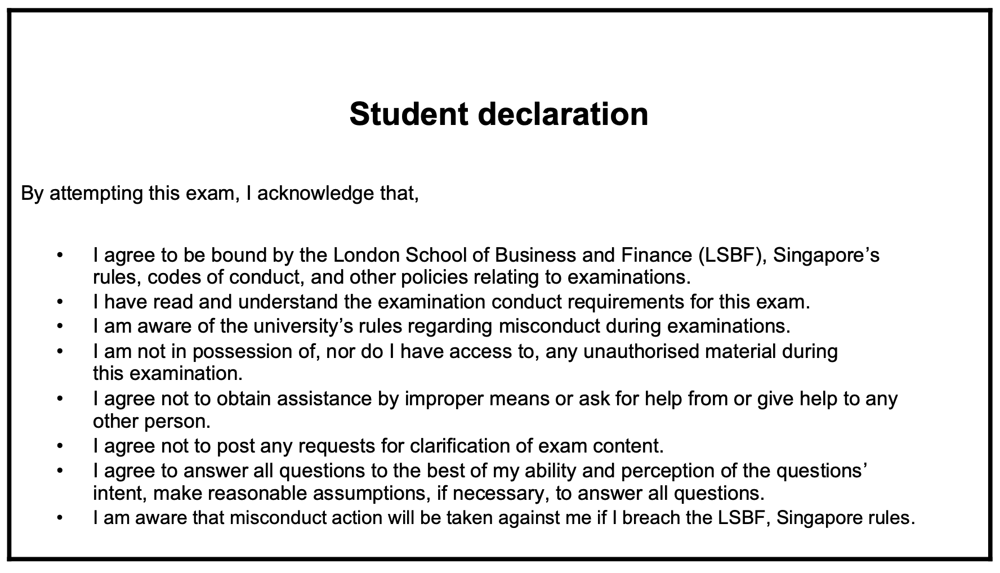 Student declaration
By attempting this exam, I acknowledge that,
• I agree to be bound by the London School of Business and Finance (LSBF), Singapore’s
rules, codes of conduct, and other policies relating to examinations.
• I have read and understand the examination conduct requirements for this exam.
• I am aware of the university’s rules regarding misconduct during examinations.
• I am not in possession of, nor do I have access to, any unauthorised material during
this examination.
• I agree not to obtain assistance by improper means or ask for help from or give help to any
other person.
• I agree not to post any requests for clarification of exam content.
• I agree to answer all questions to the best of my ability and perception of the questions’
intent, make reasonable assumptions, if necessary, to answer all questions.
• I am aware that misconduct action will be taken against me if I breach the LSBF, Singapore rules.